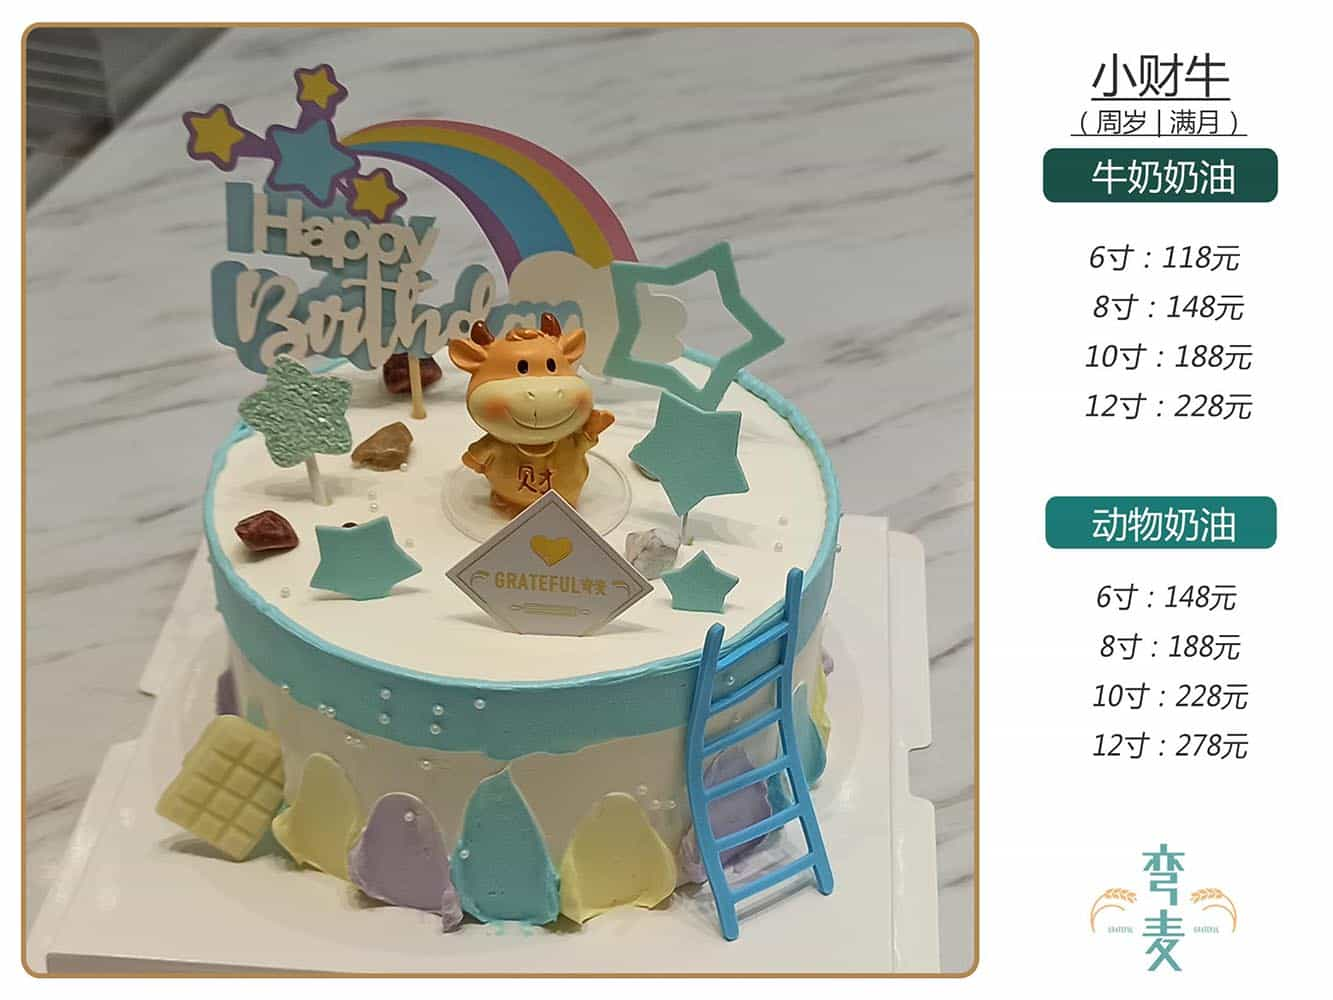 Happy
Birthday
财
GRATEFUL弯麦
小财牛
（周岁|满月）
牛奶奶油
6寸：118元
8寸：148元
10寸：188元
12寸：228元
动物奶油
6寸：148元
8寸：188元
10寸：228元
12寸：278元
弯麦
GRATEFUL GRATEFUL